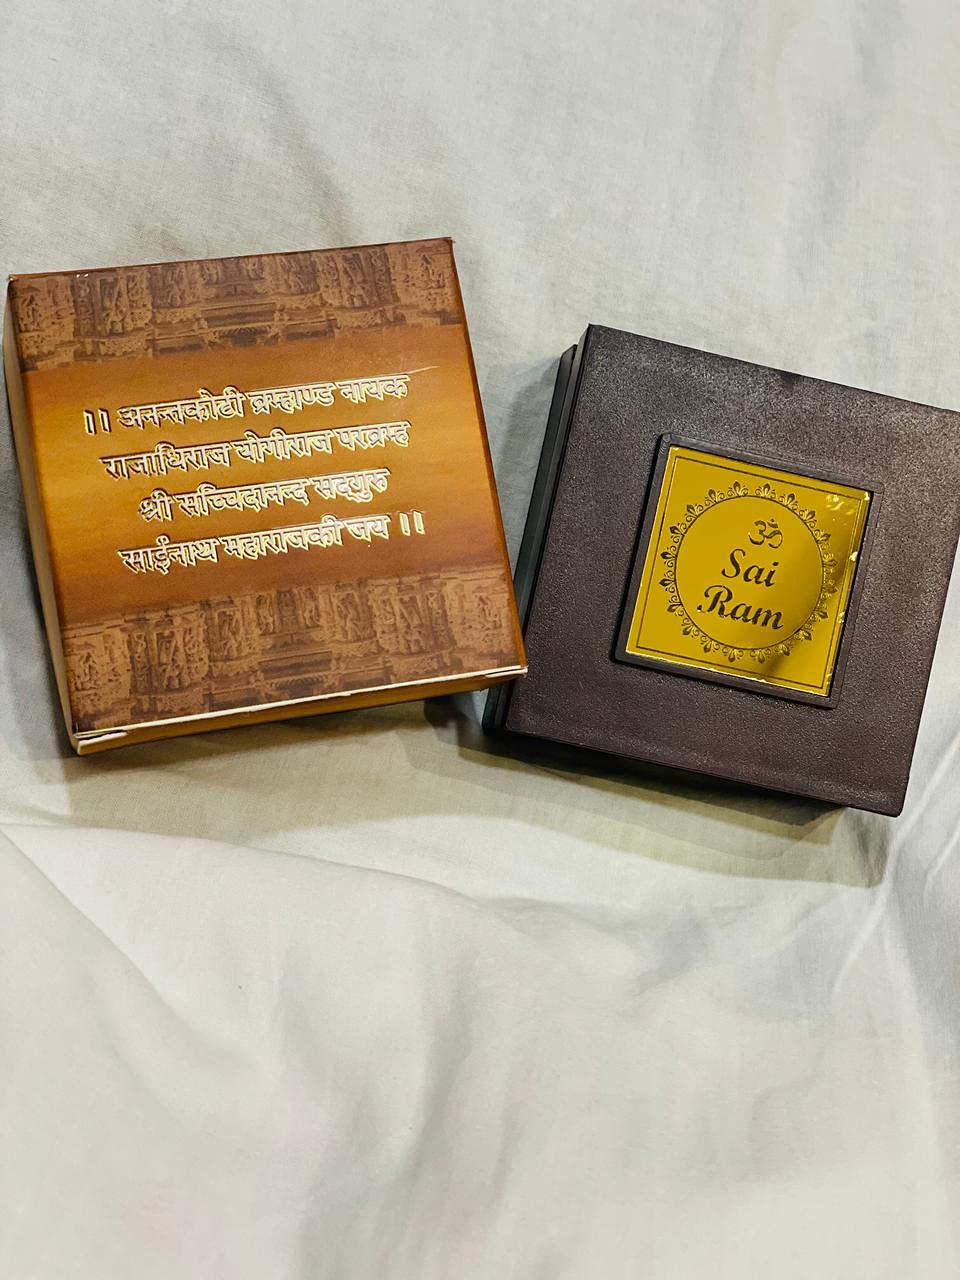 ।। अनन्तकोटी ब्रम्हाण्ड नायक
राजाधिराज योगीराज परब्रम्ह
श्री सच्चिदानन्द सद्गुरु
साईनाथ महाराजकी जय ।।
ॐ
Sai
Ram